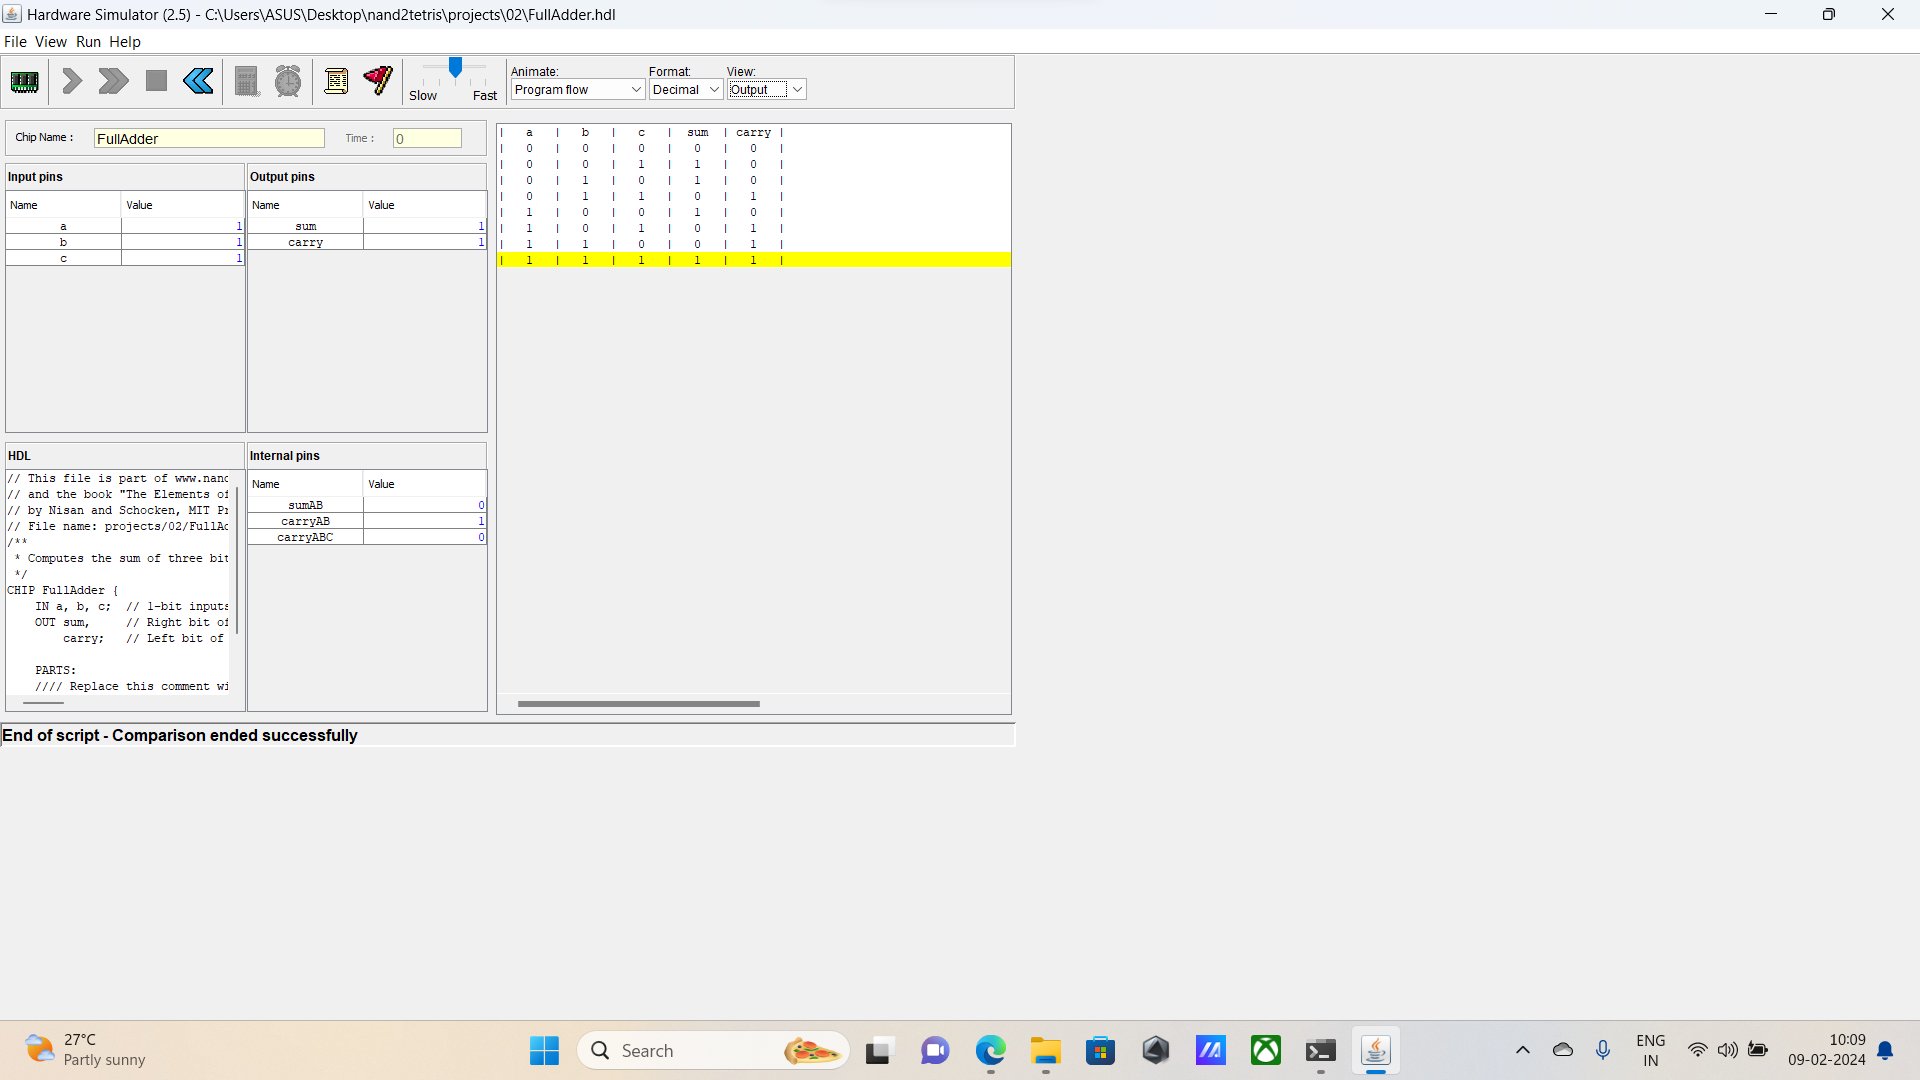 Hardware Simulator (2.5) - C:\Users\ASUS\Desktop\nand2tetris\projects\02\FullAdder.hdl
File View Run Help
Slow Fast
Animate: Format: View:
Program flow Decimal Output
Chip Name : FullAdder Time : 0
Input pins
Name Value
a 1
b 1
c 1
Output pins
Name Value
sum 1
carry 1
| a | b | c | sum | carry |
| 0 | 0 | 0 | 0 | 0 |
| 0 | 0 | 1 | 1 | 0 |
| 0 | 1 | 0 | 1 | 0 |
| 0 | 1 | 1 | 0 | 1 |
| 1 | 0 | 0 | 1 | 0 |
| 1 | 0 | 1 | 0 | 1 |
| 1 | 1 | 0 | 0 | 1 |
| 1 | 1 | 1 | 1 | 1 |
HDL
// This file is part of www.nand
// and the book "The Elements of
// by Nisan and Schocken, MIT Pr
// File name: projects/02/FullAd
/**
* Computes the sum of three bit
*/
CHIP FullAdder {
IN a, b, c; // 1-bit inputs
OUT sum, // Right bit of
carry; // Left bit of
PARTS:
//// Replace this comment wi
Internal pins
Name Value
sumAB 0
carryAB 1
carryABC 0
End of script - Comparison ended successfully
27°C
Partly sunny
Search
ENG
IN
10:09
09-02-2024